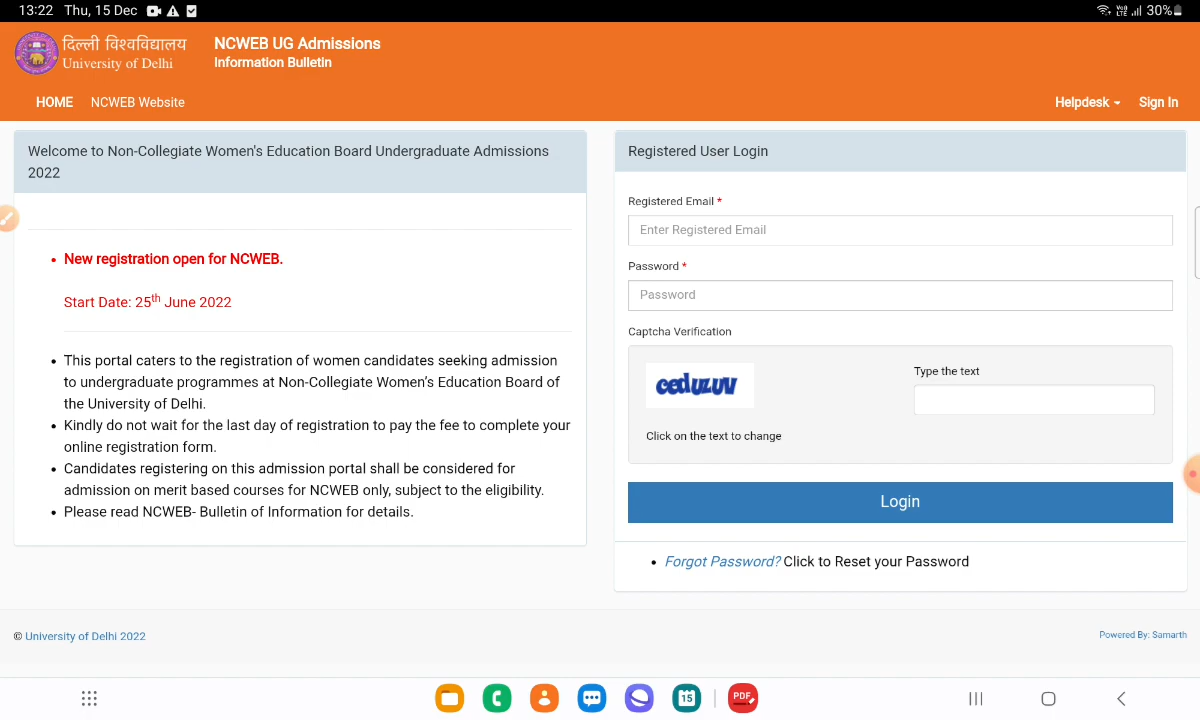 13:22 Thu, 15 Dec
30%
दिल्ली विश्वविद्यालय
University of Delhi
NCWEB UG Admissions
Information Bulletin
HOME NCWEB Website
Helpdesk Sign In
Welcome to Non-Collegiate Women's Education Board Undergraduate Admissions
2022
New registration open for NCWEB.
Start Date: 25th June 2022
• This portal caters to the registration of women candidates seeking admission
to undergraduate programmes at Non-Collegiate Women's Education Board of
the University of Delhi.
• Kindly do not wait for the last day of registration to pay the fee to complete your
online registration form.
• Candidates registering on this admission portal shall be considered for
admission on merit based courses for NCWEB only, subject to the eligibility.
• Please read NCWEB- Bulletin of Information for details.
Registered User Login
Registered Email *
Enter Registered Email
Password *
Password
Captcha Verification
Type the text
Click on the text to change
Login
• Forgot Password? Click to Reset your Password
© University of Delhi 2022
Powered By: Samarth
15
PDF